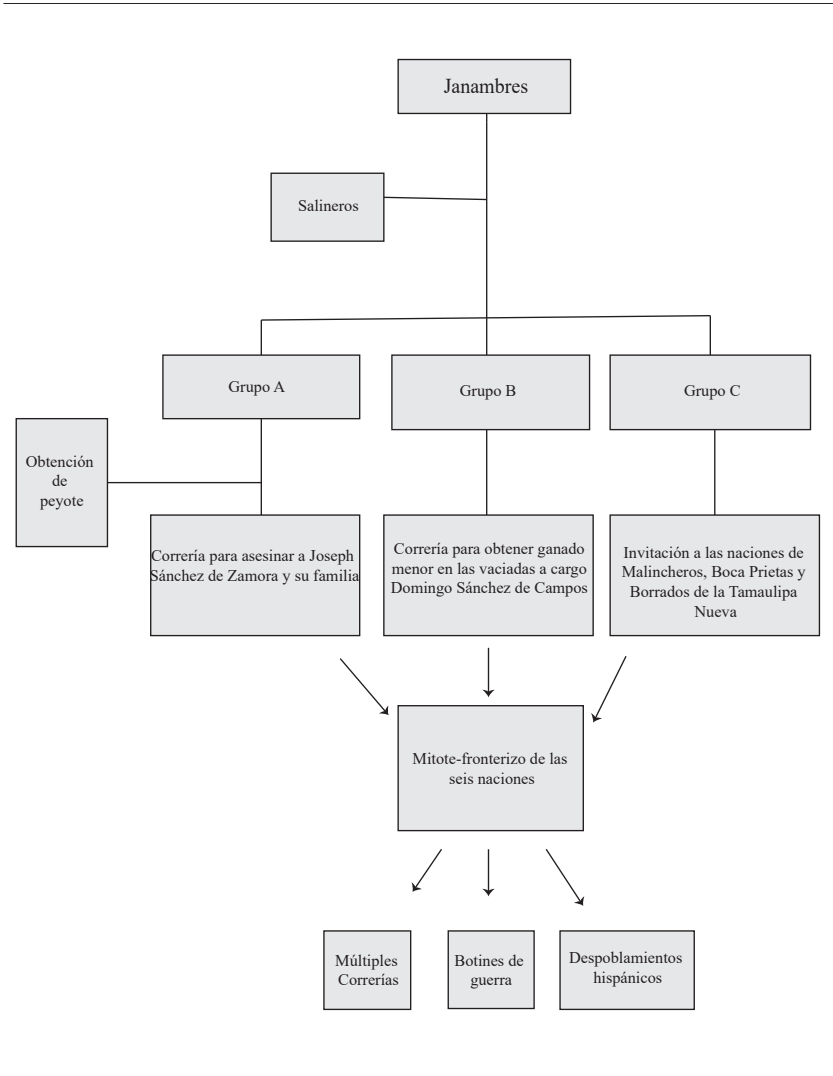 Janambres
Salineros
Grupo A
Grupo B
Grupo C
Obtención
de
peyote
Correría para asesinar a Joseph
Sánchez de Zamora y su familia
Correría para obtener ganado
menor en las vaciadas a cargo
Domingo Sánchez de Campos
Invitación a las naciones de
Malincheros, Boca Prietas y
Borrados de la Tamaulipa
Nueva
Mitote-fronterizo de las
seis naciones
Múltiples
Correrías
Botines de
guerra
Despoblamientos
hispánicos